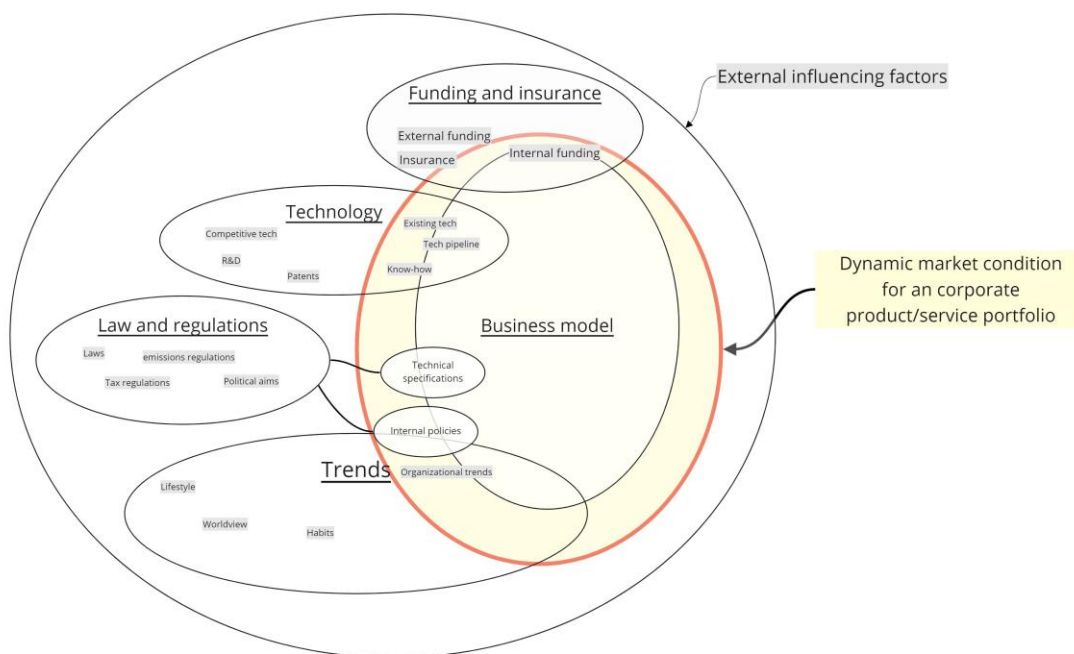 External influencing factors
Funding and insurance
External funding
Internal funding
Insurance
Technology
Existing tech
Competitive tech
Tech pipeline
R&D
Know-how
Patents
Dynamic market condition
for an corporate
product/service portfolio
Law and regulations
Business model
Laws
emissions regulations
Tax regulations
Political aims
Technical
specifications
Internal policies
Trends
Organizational trends
Lifestyle
Worldview
Habits